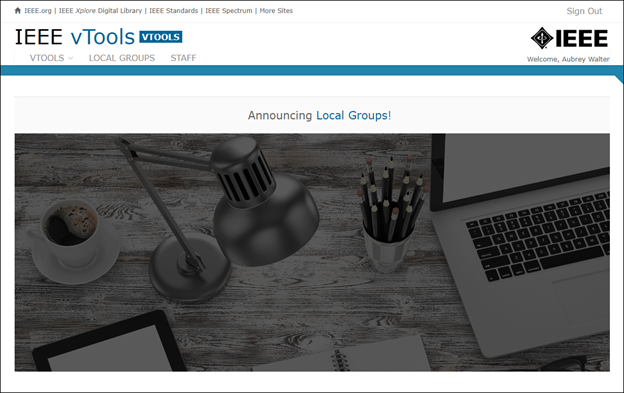 IEEE.org | IEEE Xplore Digital Library | IEEE Standards | IEEE Spectrum | More Sites
Sign Out
IEEE vTools VTOOLS
IEEE
VTOOLS LOCAL GROUPS STAFF
Welcome, Aubrey Walter
Announcing Local Groups!